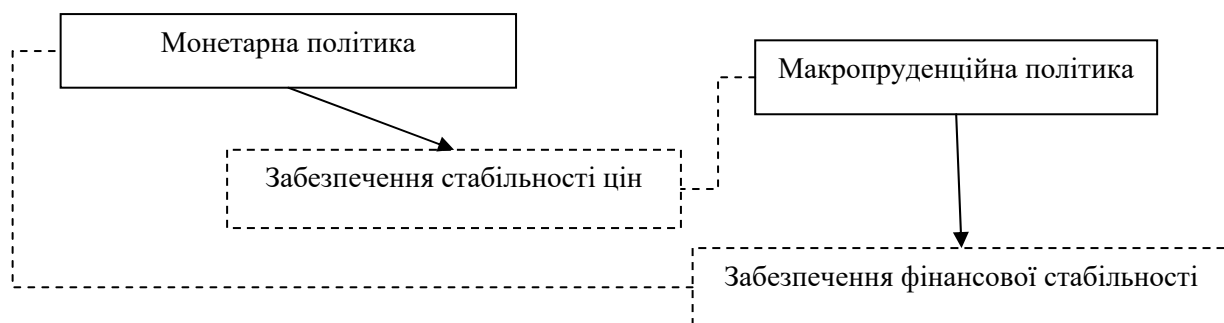 Монетарна політика
Макропруденційна політика
Забезпечення стабільності цін
Забезпечення фінансової стабільності